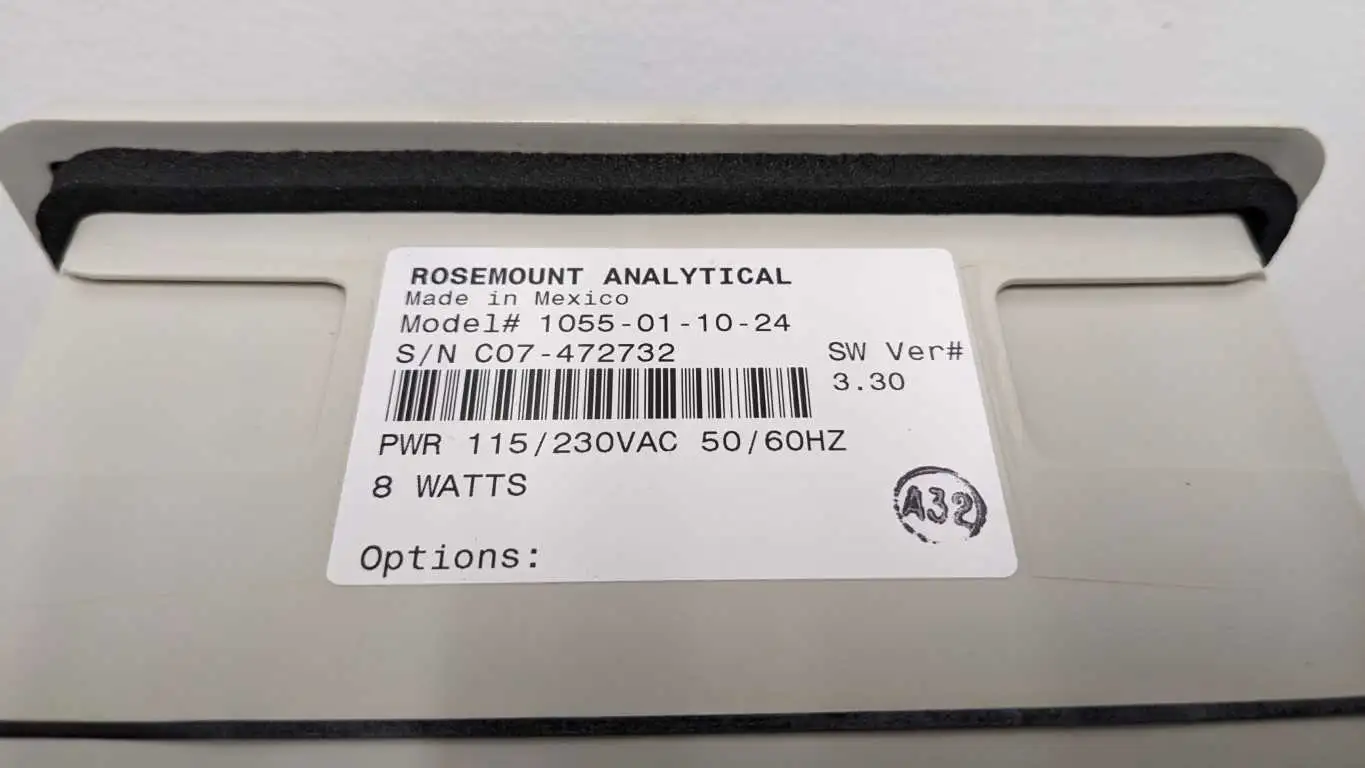 ROSEMOUNT ANALYTICAL
Made in Mexico
Model# 1055-01-10-24
S/N C07-472732
SW Ver#
3.30
PWR 115/230VAC 50/60HZ
8 WATTS
A32
Options: